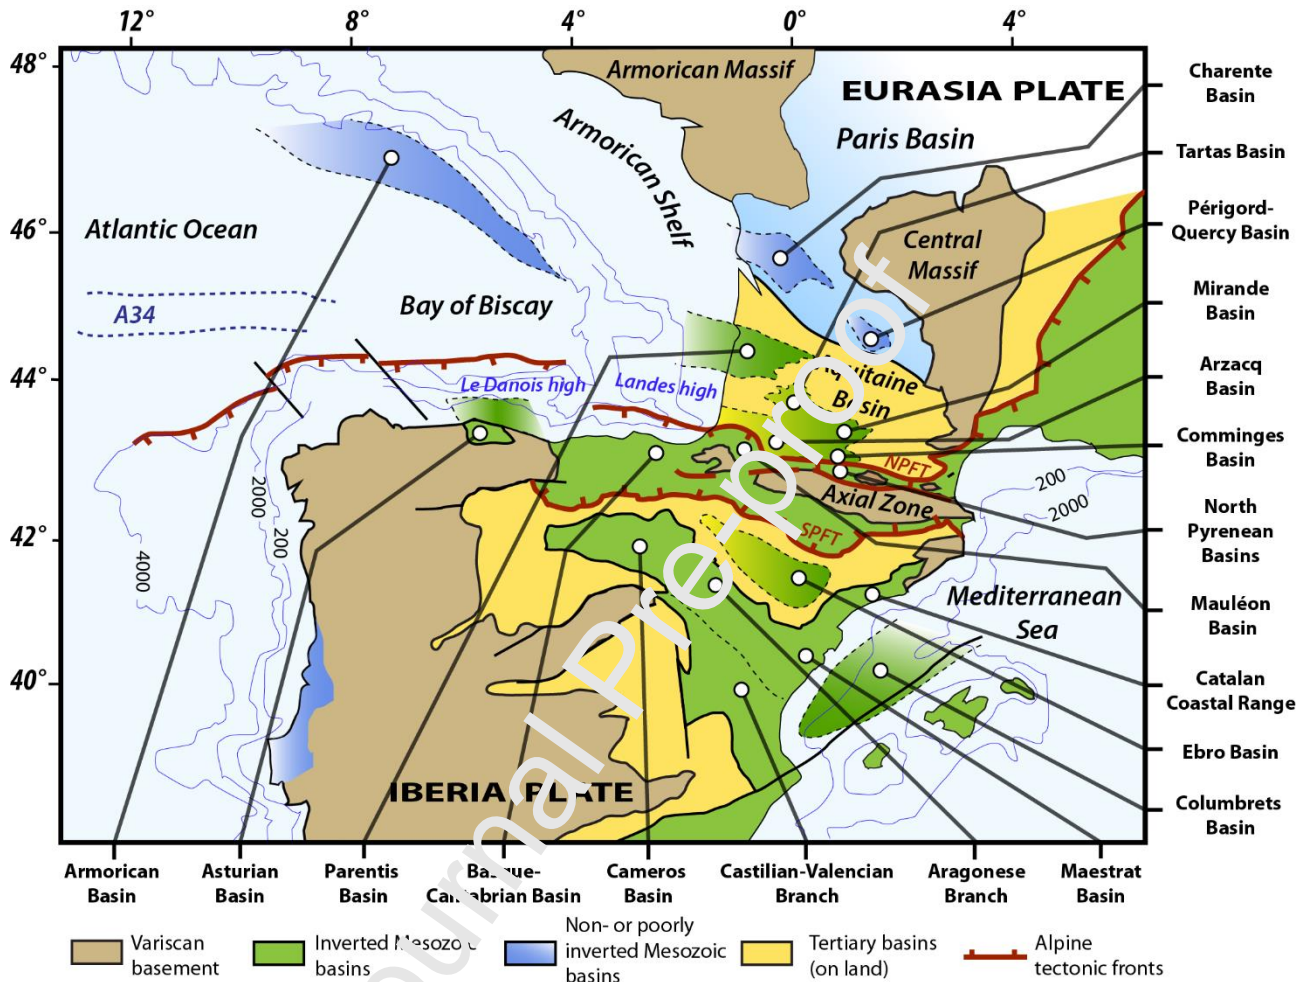 12°
8°
4°
0°
4°
48°
46°
44°
42°
40°
Armorican Massif
EURASIA PLATE
Paris Basin
Armorican Shelf
Atlantic Ocean
Central
Massif
A34
Bay of Biscay
Le Danois high
Landes high
Basin
NPFT
Axial Zone
SPFT
200
2000
2000
200
4000
Mediterranean
Sea
IBERIA PLATE
Charente
Basin
Tartas Basin
Périgord-
Quercy Basin
Mirande
Basin
Arzacq
Basin
Comminges
Basin
North
Pyrenean
Basins
Mauléon
Basin
Catalan
Coastal Range
Ebro Basin
Columbrets
Basin
Armorican
Basin
Asturian
Basin
Parentis
Basin
Basque-
Cantabrian Basin
Cameros
Basin
Castilian-Valencian
Branch
Aragonese
Branch
Maestrat
Basin
Variscan
basement
Inverted Mesozoic
basins
Non- or poorly
inverted Mesozoic
basins
Tertiary basins
(on land)
Alpine
tectonic fronts
Journal Pre-proof